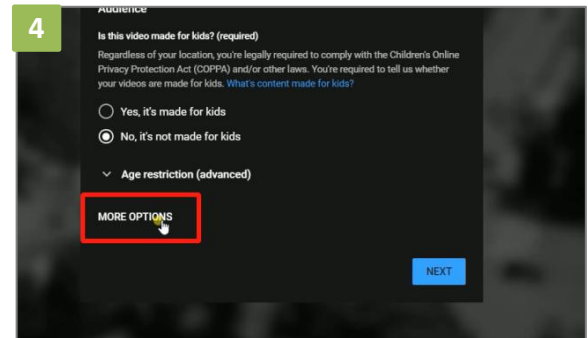 4
Audience
Is this video made for kids? (required)
Regardless of your location, you're legally required to comply with the Children's Online
Privacy Protection Act (COPPA) and/or other laws. You're required to tell us whether
your videos are made for kids. What's content made for kids?
Yes, it's made for kids
No, it's not made for kids
Age restriction (advanced)
MORE OPTIONS
NEXT